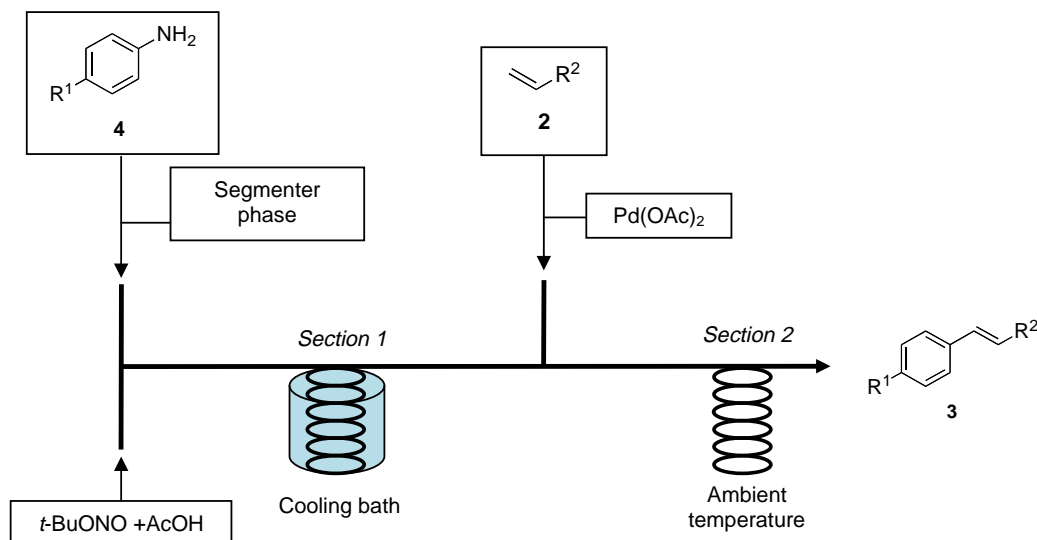 NH2
R1
4
Segmenter
phase
R2
2
Pd(OAc)2
Section 1
Section 2
R2
R1
3
Cooling bath
Ambient
temperature
t-BuONO +AcOH